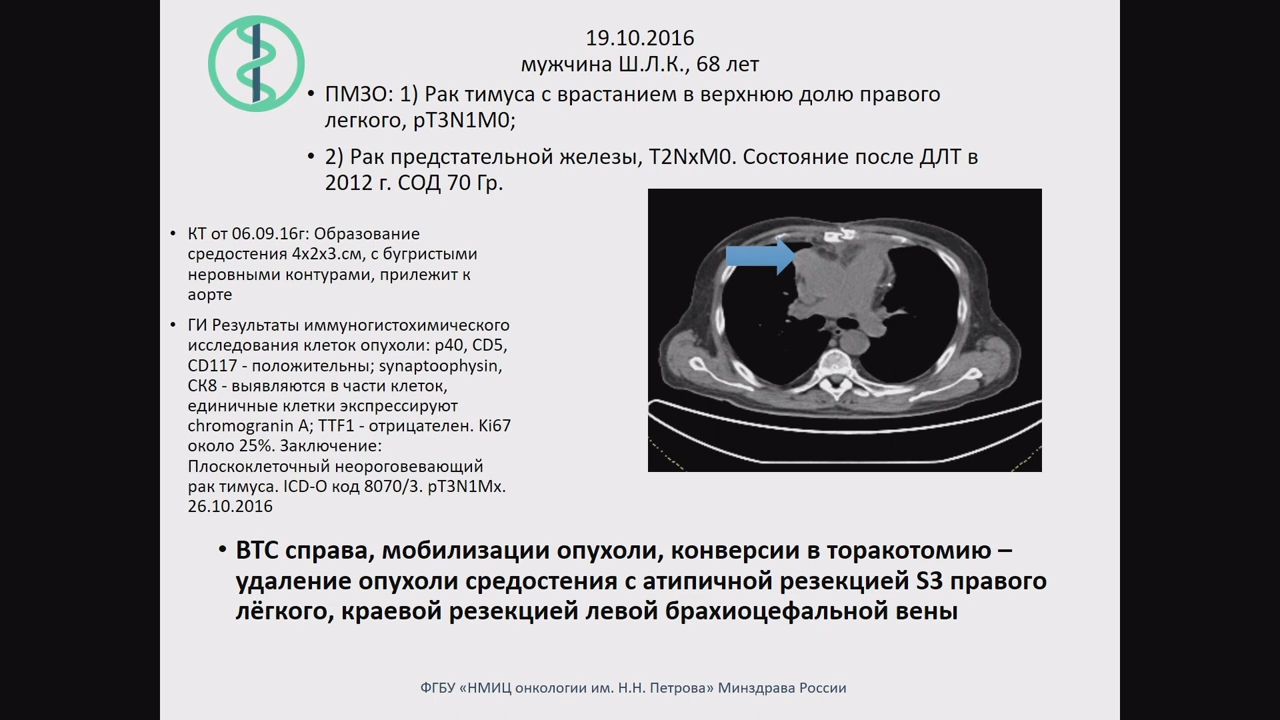 19.10.2016
мужчина Ш.Л.К., 68 лет
• ПМЗО: 1) Рак тимуса с врастанием в верхнюю долю правого
легкого, pT3N1M0;
• 2) Рак предстательной железы, T2NxM0. Состояние после ДЛТ в
2012 г. СОД 70 Гр.
• КТ от 06.09.16г: Образование
средостения 4x2x3.см, с бугристыми
неровными контурами, прилежит к
аорте
• ГИ Результаты иммуногистохимического
исследования клеток опухоли: p40, CD5,
CD117 - положительны; synaptoophysin,
СК8 - выявляются в части клеток,
единичные клетки экспрессируют
chromogranin A; TTF1 - отрицателен. Ki67
около 25%. Заключение:
Плоскоклеточный неороговевающий
рак тимуса. ICD-O код 8070/3. pT3N1Mx.
26.10.2016
• ВТС справа, мобилизации опухоли, конверсии в торакотомию –
удаление опухоли средостения с атипичной резекцией S3 правого
лёгкого, краевой резекцией левой брахиоцефальной вены
ФГБУ «НМИЦ онкологии им. Н.Н. Петрова» Минздрава России